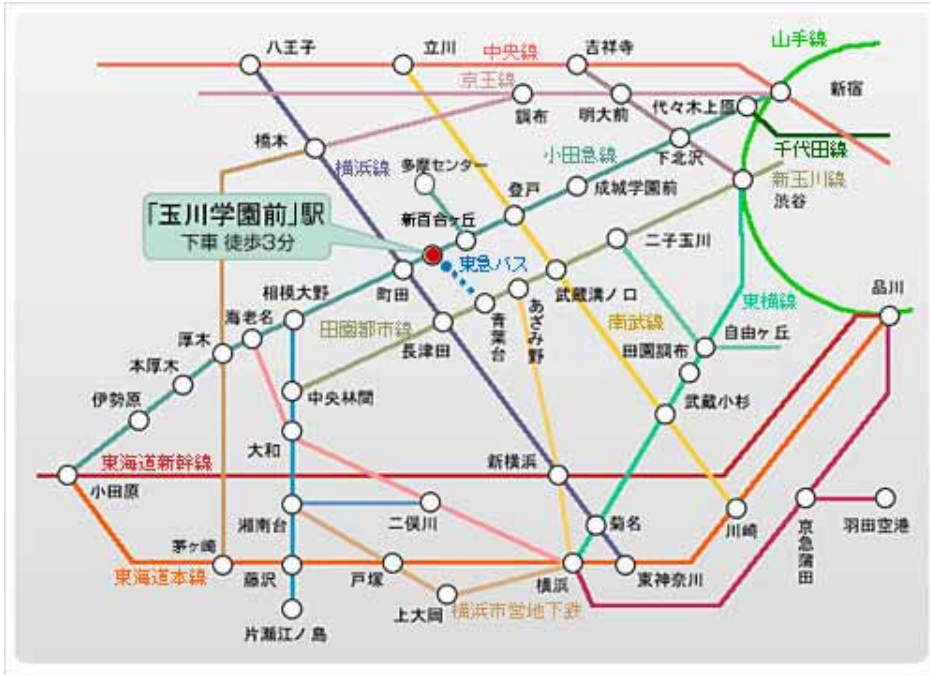 八王子
立川
中央線
吉祥寺
山手線
京王線
新宿
調布
明大前
代々木上原
橋本
横浜線
多摩センター
小田急線
下北沢
千代田線
登戸
成城学園前
新玉川線
渋谷
「玉川学園前」駅
下車 徒歩3分
新百合ヶ丘
二子玉川
東急バス
町田
相模大野
海老名
田園都市線
青葉台
あざみ野
武蔵溝ノ口
東横線
品川
厚木
長津田
南武線
田園調布
自由ヶ丘
本厚木
伊勢原
中央林間
武蔵小杉
大和
東海道新幹線
新横浜
小田原
湘南台
二俣川
菊名
川崎
京急蒲田
羽田空港
茅ヶ崎
東海道本線
藤沢
戸塚
横浜
東神奈川
上大岡
横浜市営地下鉄
片瀬江ノ島